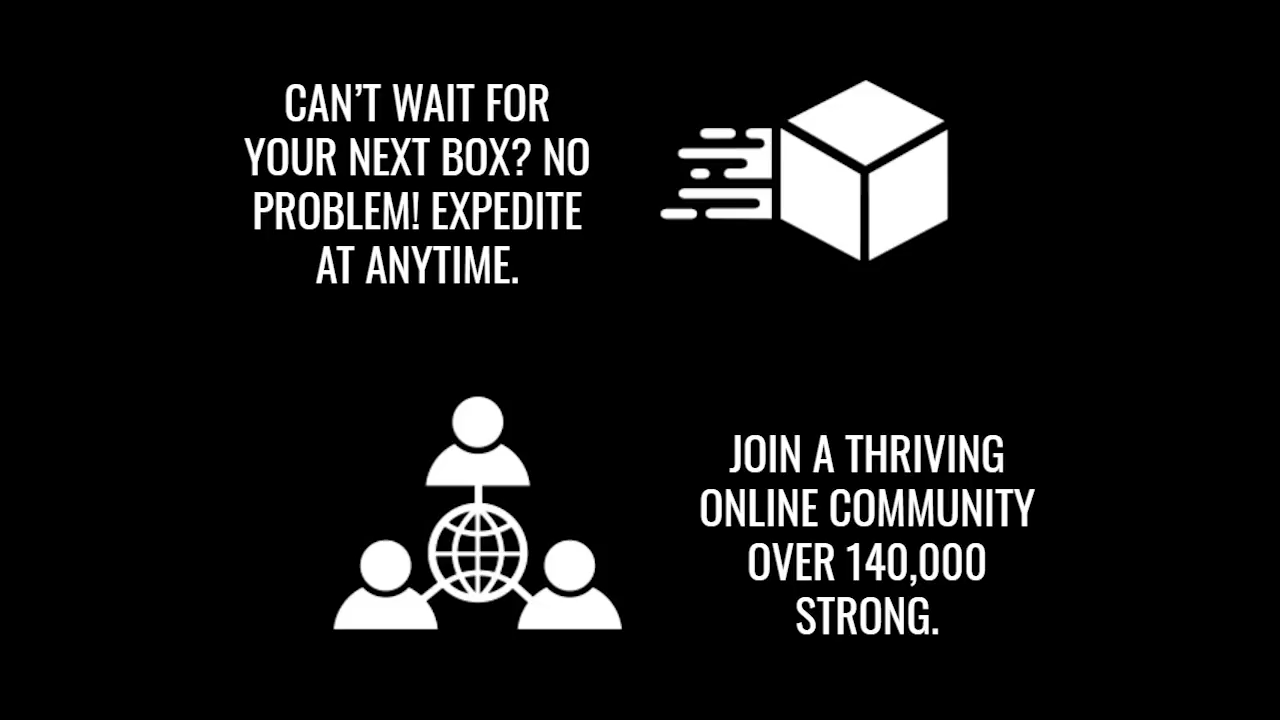 CAN’T WAIT FOR
YOUR NEXT BOX? NO
PROBLEM! EXPEDITE
AT ANYTIME.
JOIN A THRIVING
ONLINE COMMUNITY
OVER 140,000
STRONG.